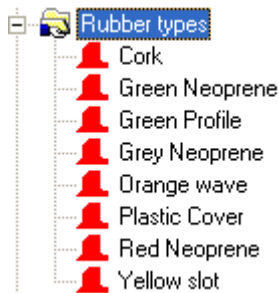 Rubber types
Cork
Green Neoprene
Green Profile
Grey Neoprene
Orange wave
Plastic Cover
Red Neoprene
Yellow slot